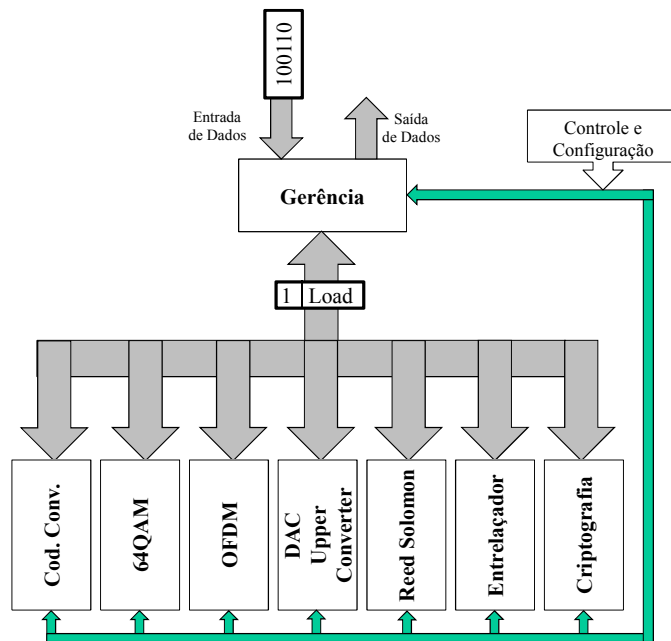 100110
Entrada
de Dados
Saída
de Dados
Controle e
Configuração
Gerência
1 Load
Cod. Conv.
64QAM
OFDM
DAC
Upper
Converter
Reed Solomon
Entrelaçador
Criptografia